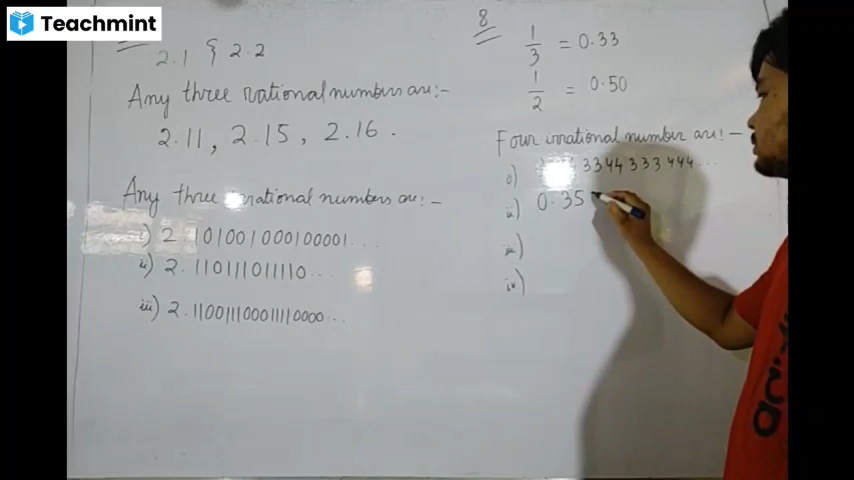 Teachmint
2.1 & 2.2
Any three rational numbers are:-
2.11, 2.15, 2.16.
Any three irrational numbers are:-
i) 2.101001000100001...
ii) 2.110111011110...
iii) 2.110011100011110000...
8
1/3 = 0.33
1/2 = 0.50
Four irrational number are:-
i) 3344333444...
ii) 0.35
iii)
iv)